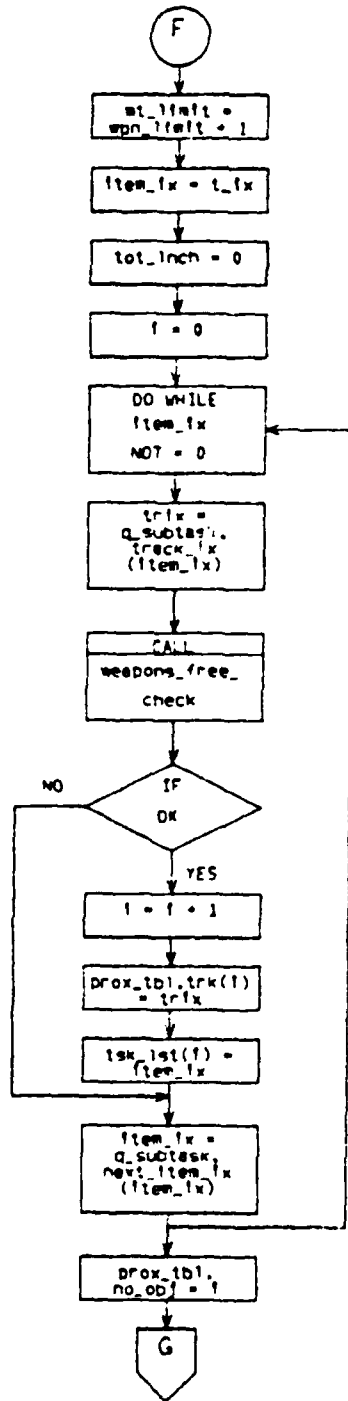 F
mt_limit =
wpn_limit + 1
item_ix = t_ix
tot_lnch = 0
i = 0
DO WHILE
item_ix
NOT = 0
trix =
q_subtask.
track_ix
(item_ix)
CALL
weapons_free_
check
NO
IF
OK
YES
i = i + 1
prox_tbl.trk(i)
= trix
tsk_lst(i) =
item_ix
item_ix =
q_subtask.
next_item_ix
(item_ix)
prox_tbl.
no_obj = i
G